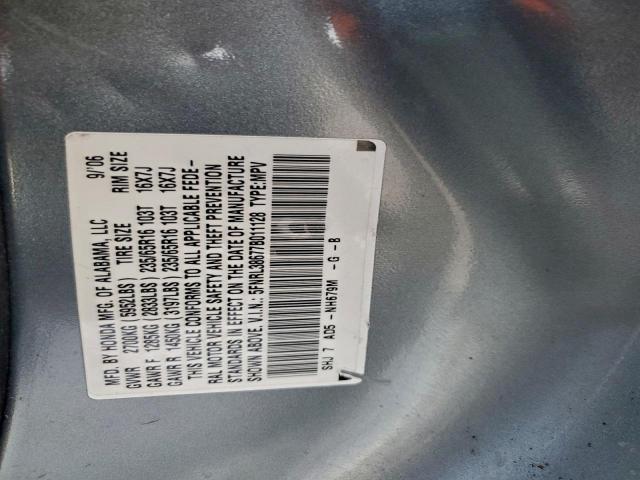 MFD. BY HONDA MFG. OF ALABAMA, LLC 9/'06
GVWR 2700KG (5952LBS) TIRE SIZE RIM SIZE
GAWR F 1285KG (2833LBS) 235/65R16 103T 16X7J
GAWR R 1450KG (3197LBS) 235/65R16 103T 16X7J
THIS VEHICLE CONFORMS TO ALL APPLICABLE FEDE-
RAL MOTOR VEHICLE SAFETY AND THEFT PREVENTION
STANDARDS IN EFFECT ON THE DATE OF MANUFACTURE
SHOWN ABOVE. V.I.N.: 5FNRL38677B011128 TYPE:MPV
SHJ 7 AD5 -NH679M -G -B